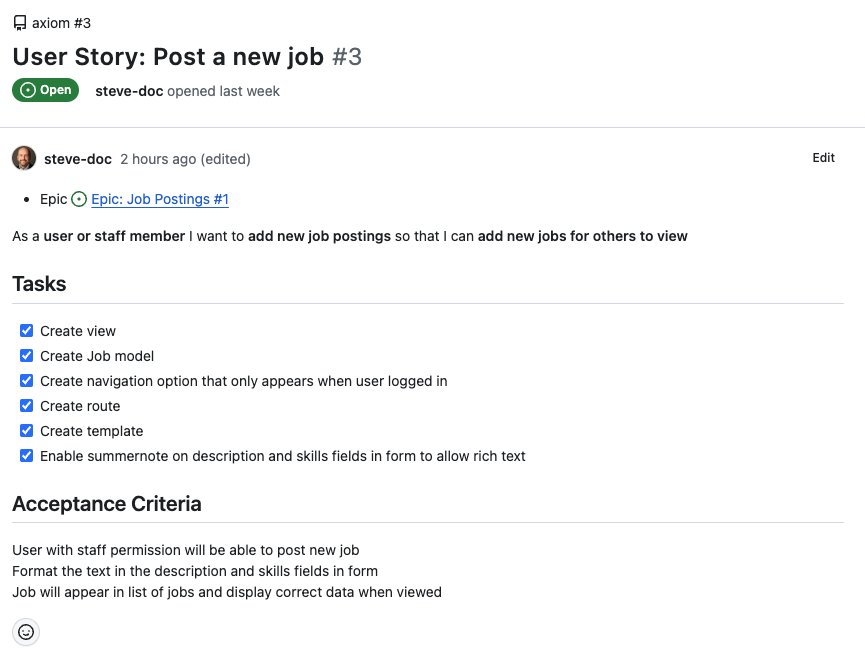 axiom #3
User Story: Post a new job #3
Open steve-doc opened last week
steve-doc 2 hours ago (edited) Edit
Epic Epic: Job Postings #1
As a user or staff member I want to add new job postings so that I can add new jobs for others to view
Tasks
Create view
Create Job model
Create navigation option that only appears when user logged in
Create route
Create template
Enable summernote on description and skills fields in form to allow rich text
Acceptance Criteria
User with staff permission will be able to post new job
Format the text in the description and skills fields in form
Job will appear in list of jobs and display correct data when viewed